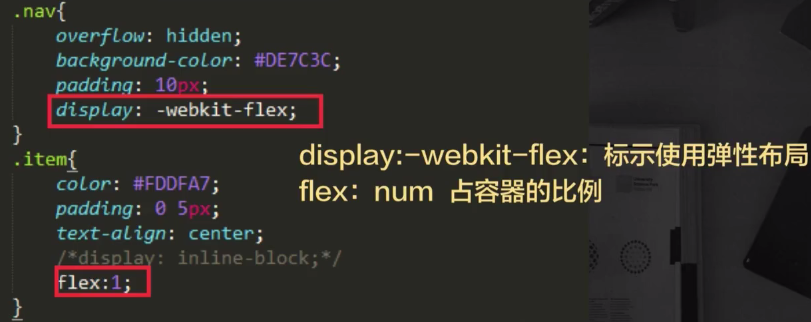 .nav{
overflow: hidden;
background-color: #DE7C3C;
padding: 10px;
display: -webkit-flex;
}
.item{
color: #FDDFA7;
padding: 0 5px;
text-align: center;
/*display: inline-block;*/
flex:1;
}
display:-webkit-flex：标示使用弹性布局
flex：num 占容器的比例